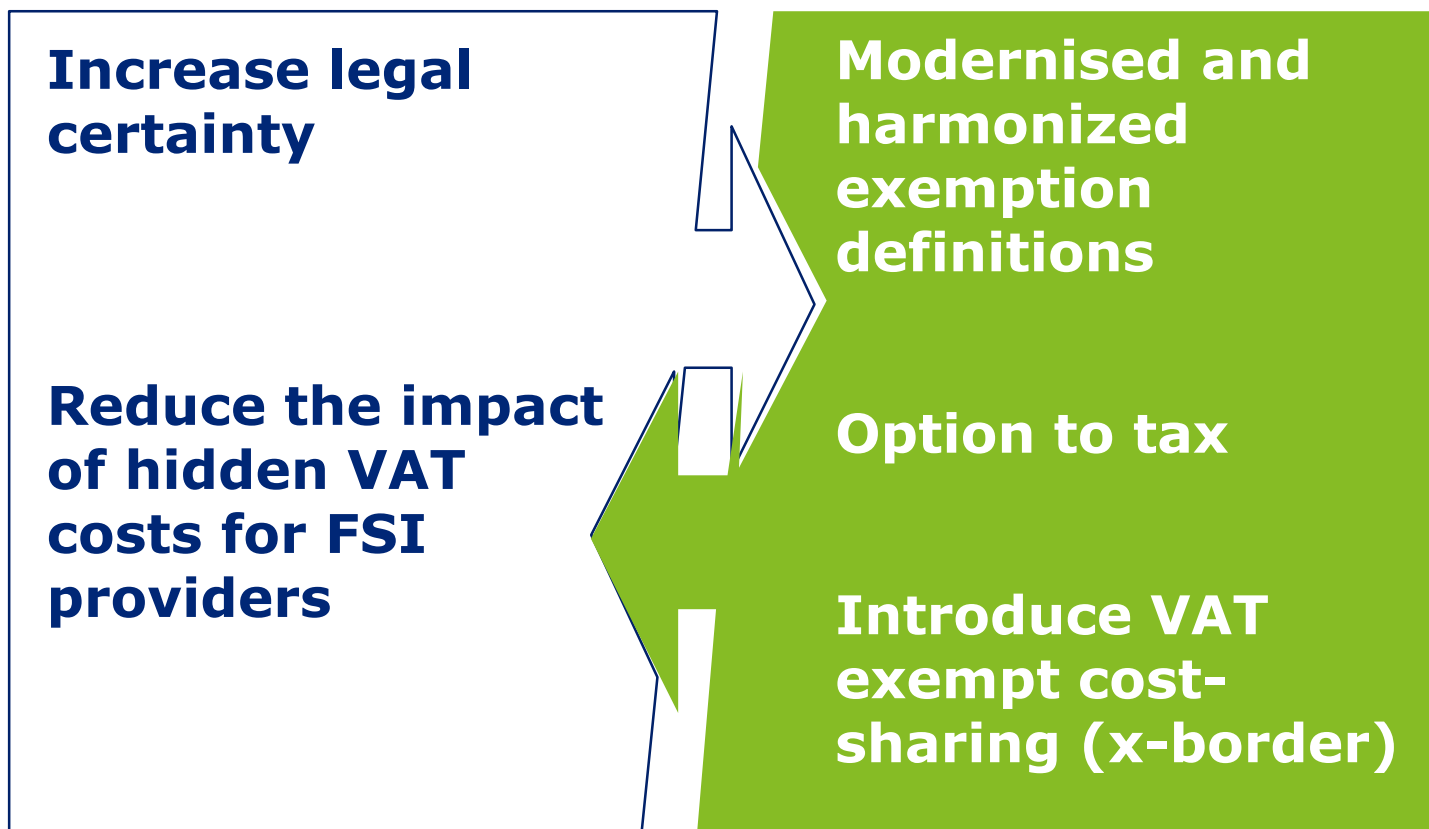 Increase legal
certainty
Reduce the impact
of hidden VAT
costs for FSI
providers
Modernised and
harmonized
exemption
definitions
Option to tax
Introduce VAT
exempt cost-
sharing (x-border)